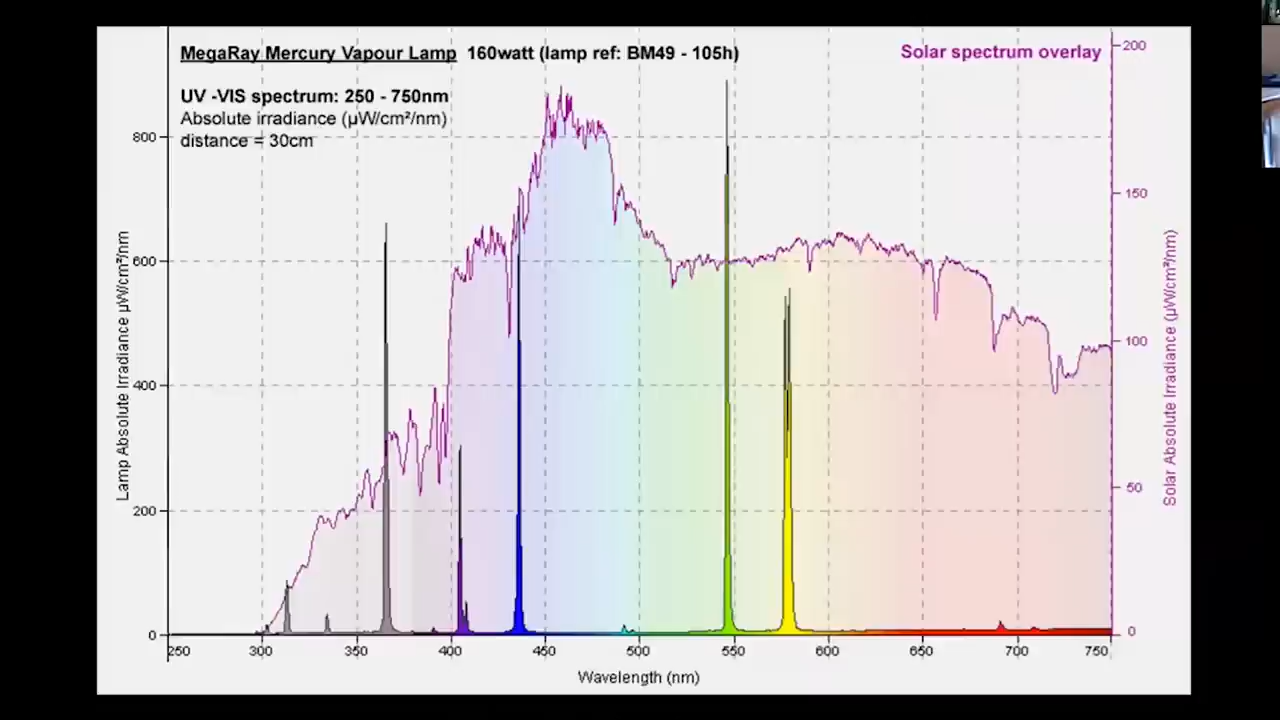 MegaRay Mercury Vapour Lamp 160watt (lamp ref: BM49 - 105h)
Solar spectrum overlay
UV -VIS spectrum: 250 - 750nm
Absolute irradiance (µW/cm²/nm)
distance = 30cm
Lamp Absolute Irradiance µW/cm²/nm
800
600
400
200
0
200
150
100
50
0
Solar Absolute Irradiance (µW/cm²/nm)
250 300 350 400 450 500 550 600 650 700 750
Wavelength (nm)